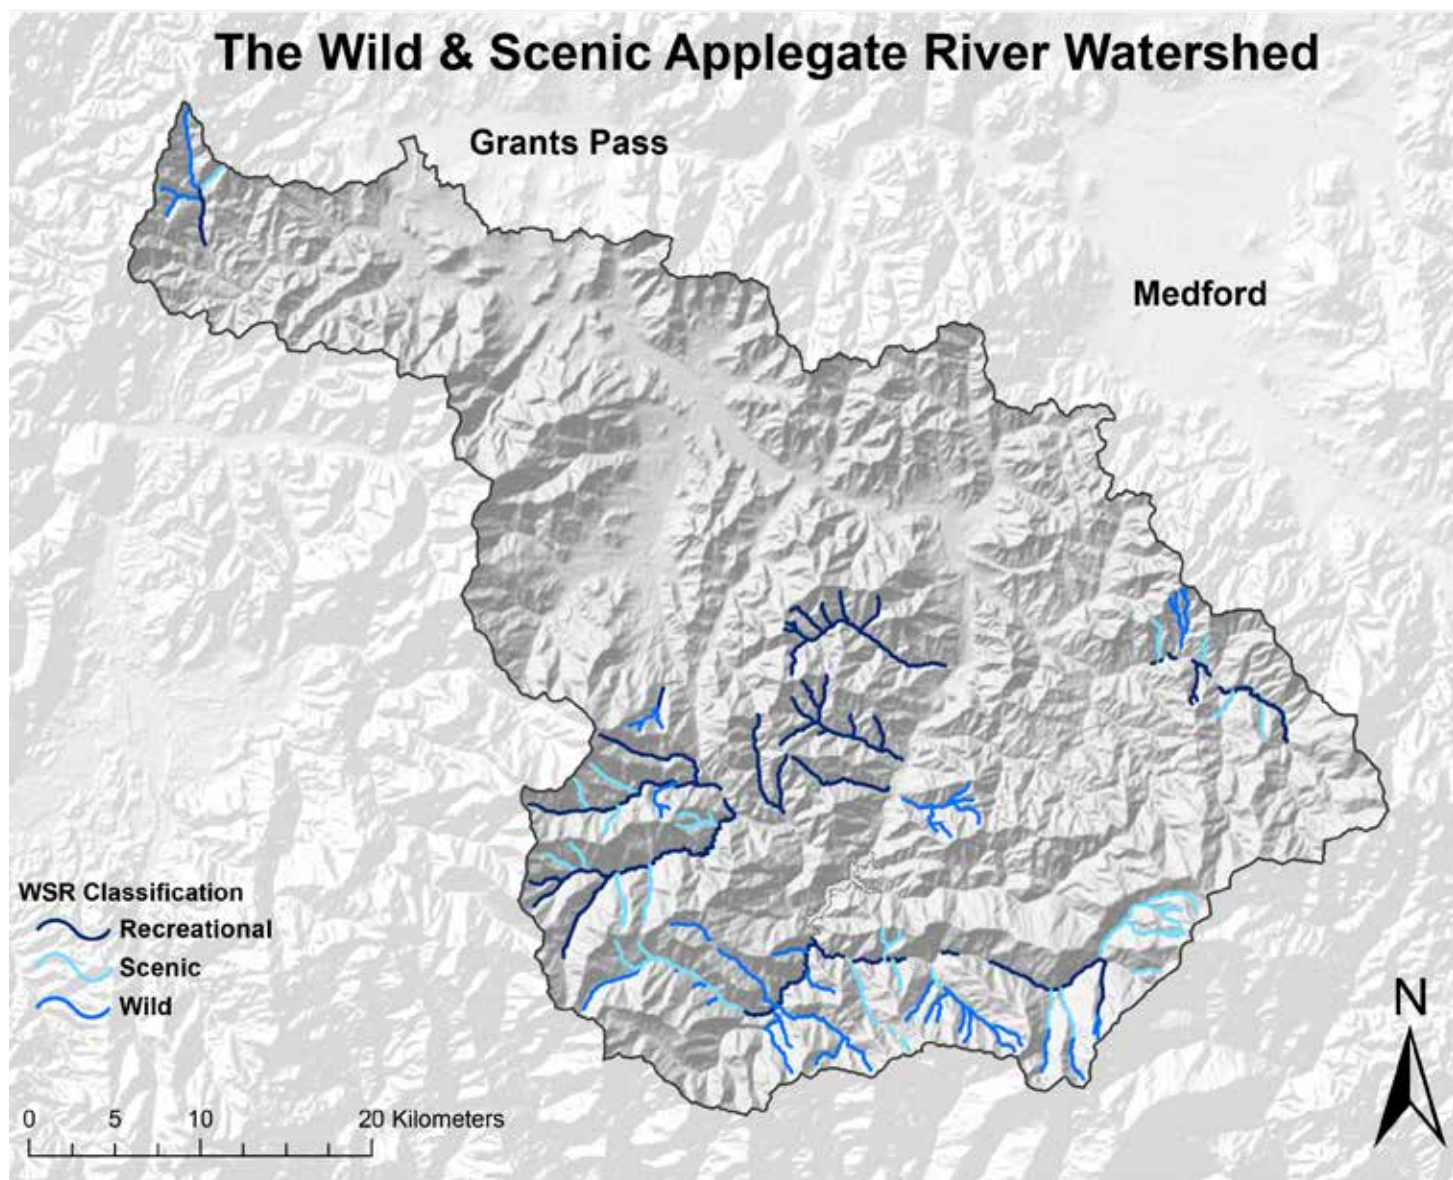 The Wild & Scenic Applegate River Watershed
Grants Pass
Medford
WSR Classification
Recreational
Scenic
Wild
N
0 5 10 20 Kilometers